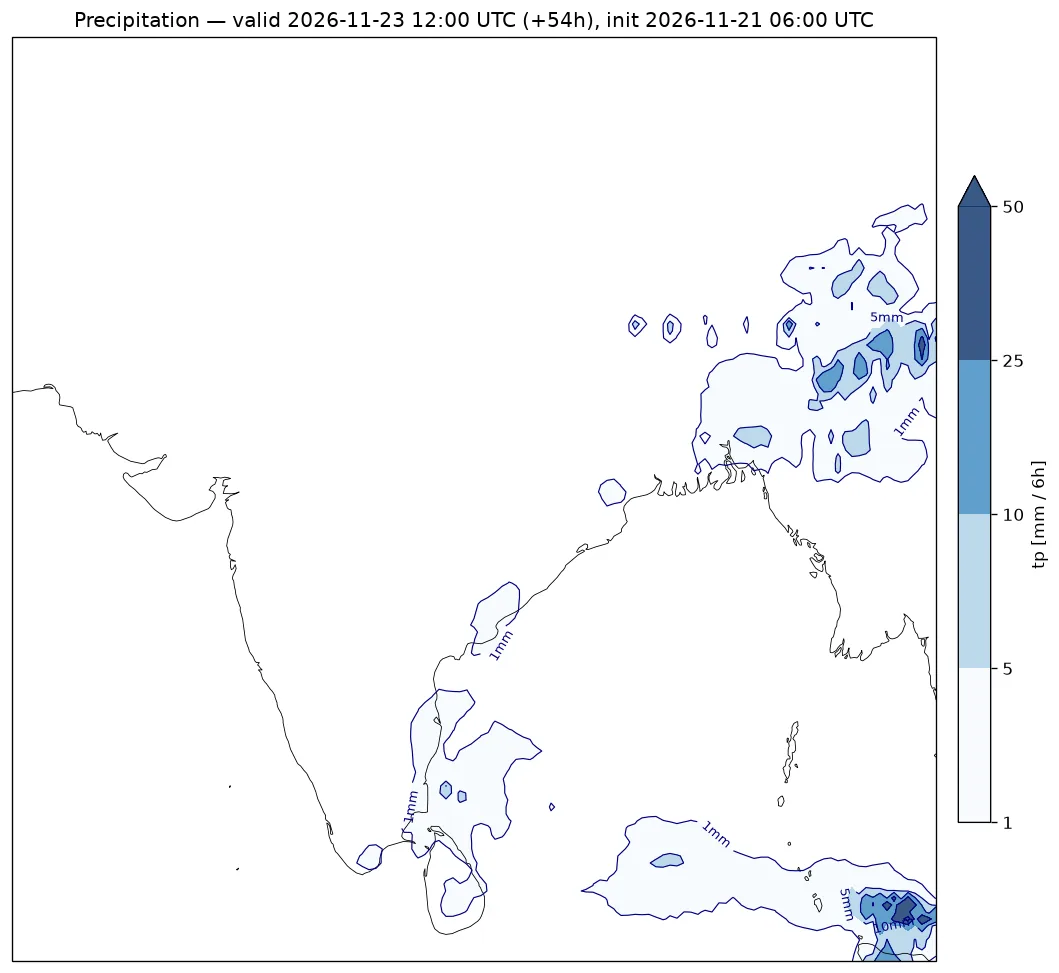 Precipitation — valid 2026-11-23 12:00 UTC (+54h), init 2026-11-21 06:00 UTC
50
5mm
25
1mm
tp [mm / 6h]
10
1mm
5
1mm
1mm
1
5mm
10mm